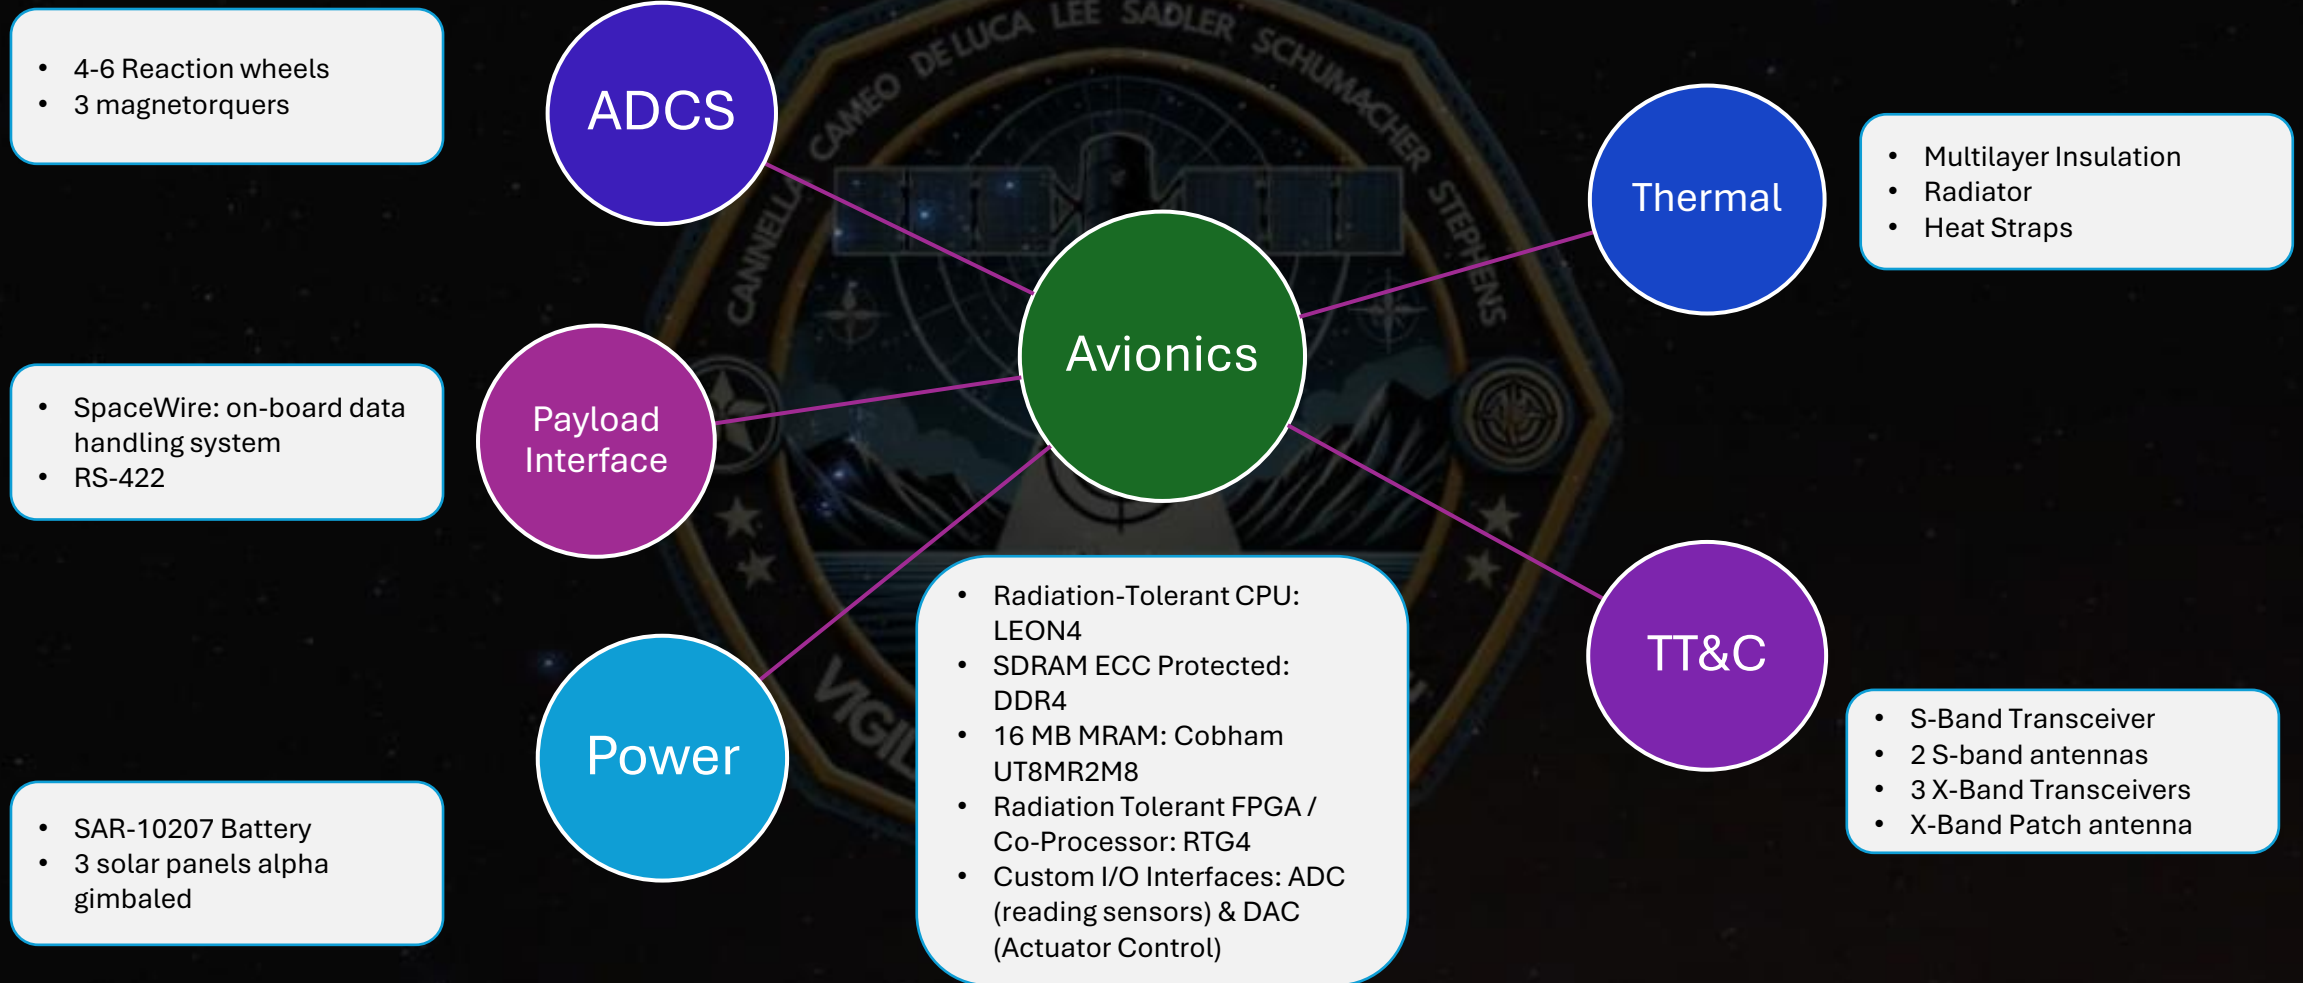 • 4-6 Reaction wheels
• 3 magnetorquers
ADCS
CANNELLA CAMEO DE LUCA LEE SADLER SCHUMACHER STEPHENS
Thermal
• Multilayer Insulation
• Radiator
• Heat Straps
Avionics
• SpaceWire: on-board data
handling system
• RS-422
Payload
Interface
• Radiation-Tolerant CPU:
LEON4
• SDRAM ECC Protected:
DDR4
• 16 MB MRAM: Cobham
UT8MR2M8
• Radiation Tolerant FPGA /
Co-Processor: RTG4
• Custom I/O Interfaces: ADC
(reading sensors) & DAC
(Actuator Control)
TT&C
• S-Band Transceiver
• 2 S-band antennas
• 3 X-Band Transceivers
• X-Band Patch antenna
Power
• SAR-10207 Battery
• 3 solar panels alpha
gimbaled